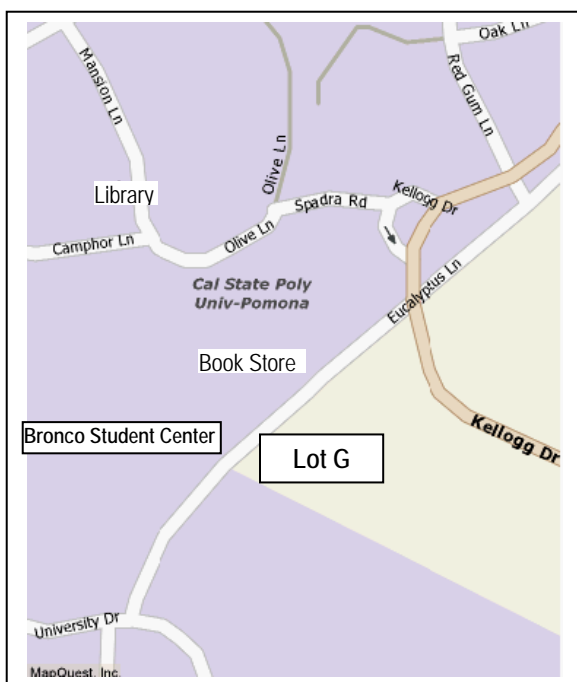 Oak Ln
Mansion Ln
Red Gum Ln
Olive Ln
Library
Kellogg Dr
Spadra Rd
Camphor Ln
Olive Ln
Cal State Poly
Univ-Pomona
Eucalyptus Ln
Book Store
Bronco Student Center
Lot G
Kellogg Dr
University Dr
MapQuest, Inc.